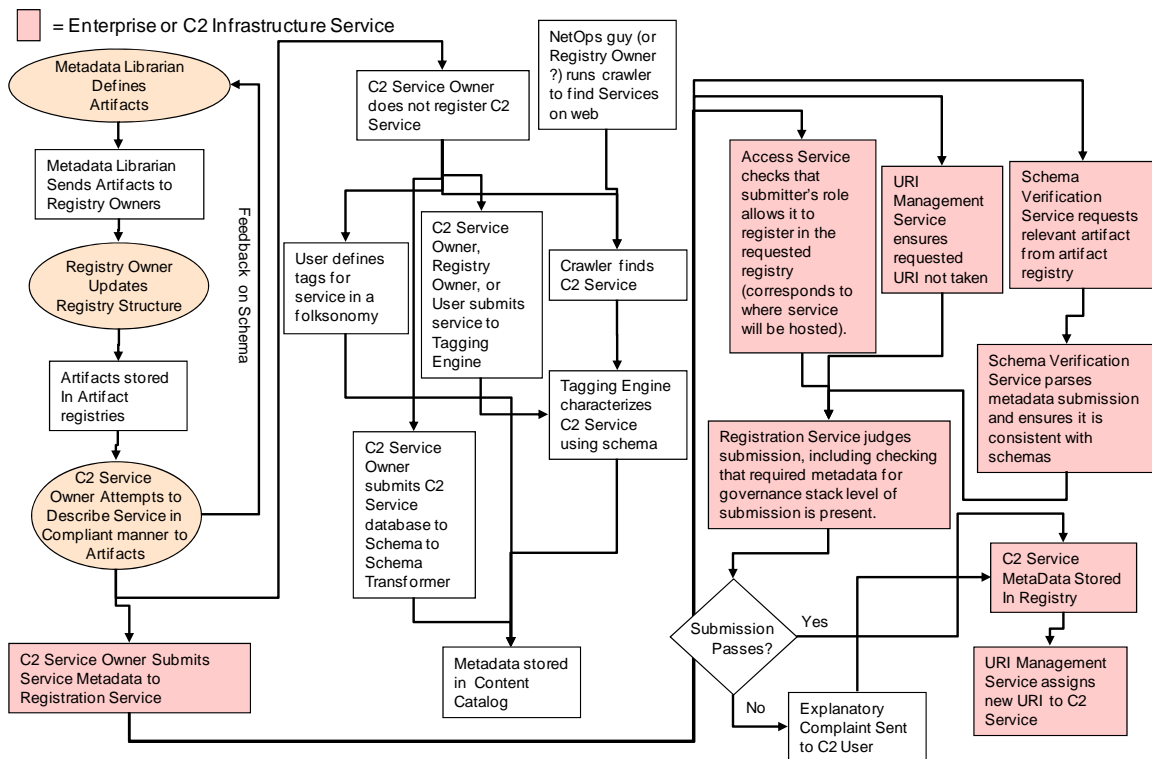 = Enterprise or C2 Infrastructure Service
Metadata Librarian
Defines
Artifacts
Metadata Librarian
Sends Artifacts to
Registry Owners
Registry Owner
Updates
Registry Structure
Artifacts stored
In Artifact
registries
C2 Service
Owner Attempts to
Describe Service in
Compliant manner to
Artifacts
C2 Service Owner Submits
Service Metadata to
Registration Service
Feedback on Schema
C2 Service Owner
does not register C2
Service
NetOps guy (or
Registry Owner
?) runs crawler
to find Services
on web
User defines
tags for
service in a
folksonomy
C2 Service
Owner,
Registry
Owner, or
User submits
service to
Tagging
Engine
Crawler finds
C2 Service
Tagging Engine
characterizes
C2 Service
using schema
C2 Service
Owner
submits C2
Service
database to
Schema to
Schema
Transformer
Metadata stored
in Content
Catalog
Access Service
checks that
submitter's role
allows it to
register in the
requested
registry
(corresponds to
where service
will be hosted).
URI
Management
Service
ensures
requested
URI not taken
Schema
Verification
Service requests
relevant artifact
from artifact
registry
Schema Verification
Service parses
metadata submission
and ensures it is
consistent with
schemas
Registration Service judges
submission, including checking
that required metadata for
governance stack level of
submission is present.
Submission
Passes?
Yes
No
Explanatory
Complaint Sent
to C2 User
C2 Service
MetaData Stored
In Registry
URI Management
Service assigns
new URI to C2
Service